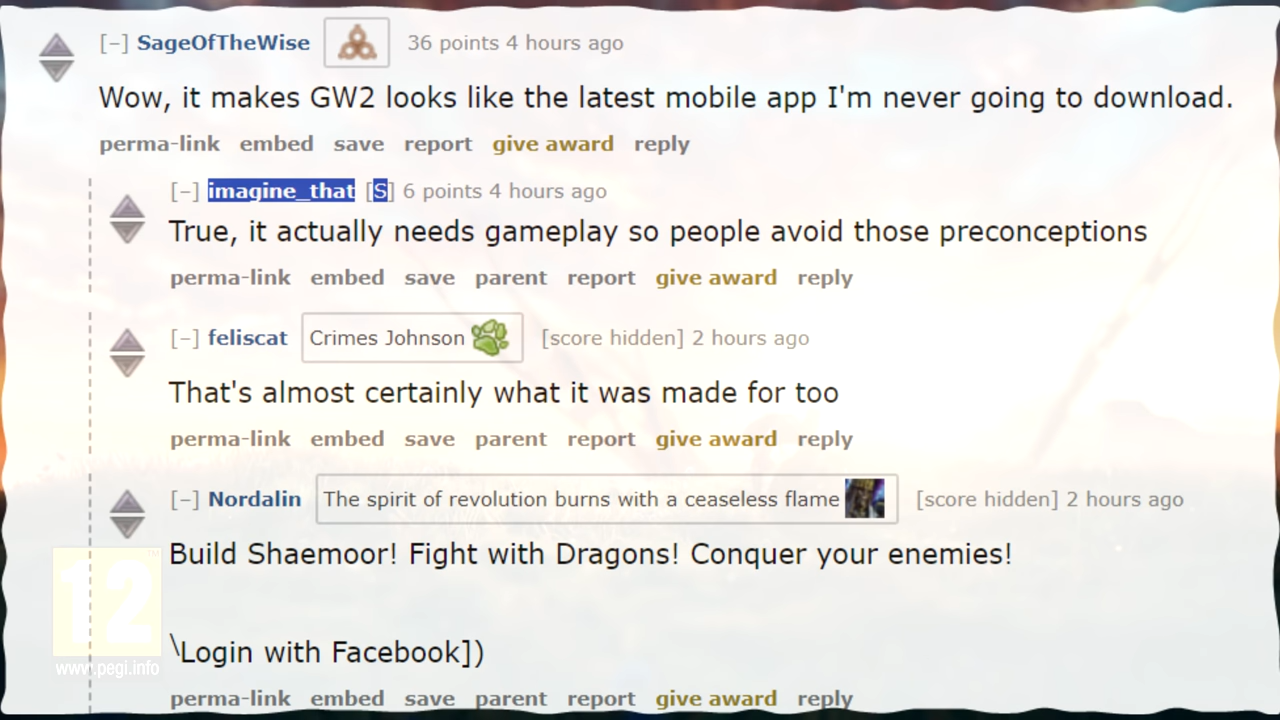 [–] SageOfTheWise 36 points 4 hours ago
Wow, it makes GW2 looks like the latest mobile app I'm never going to download.
perma-link embed save report give award reply
[–] imagine_that [S] 6 points 4 hours ago
True, it actually needs gameplay so people avoid those preconceptions
perma-link embed save parent report give award reply
[–] feliscat Crimes Johnson [score hidden] 2 hours ago
That's almost certainly what it was made for too
perma-link embed save parent report give award reply
[–] Nordalin The spirit of revolution burns with a ceaseless flame [score hidden] 2 hours ago
Build Shaemoor! Fight with Dragons! Conquer your enemies!
12™
\Login with Facebook])
www.pegi.info
perma-link embed save parent report give award reply